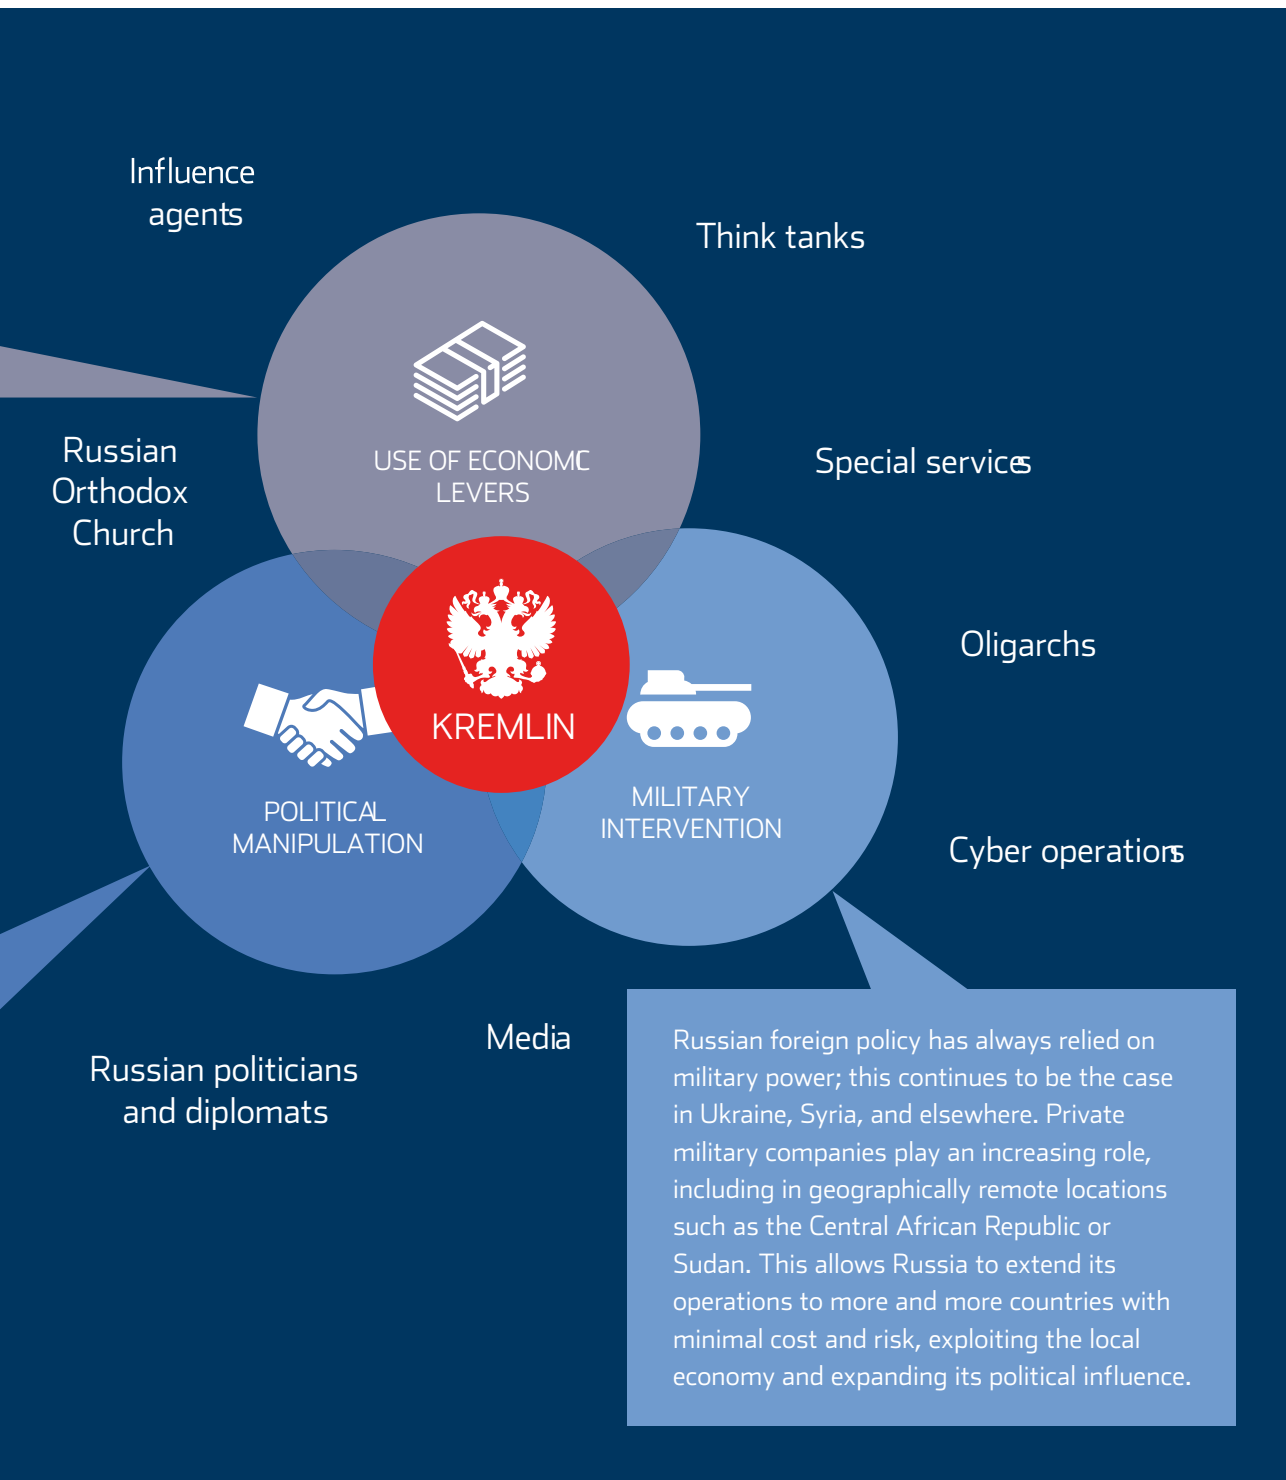 Influence
agents
Think tanks
USE OF ECONOMIC
LEVERS
Russian
Orthodox
Church
Special services
Oligarchs
KREMLIN
POLITICAL
MANIPULATION
MILITARY
INTERVENTION
Cyber operations
Media
Russian politicians
and diplomats
Russian foreign policy has always relied on
military power; this continues to be the case
in Ukraine, Syria, and elsewhere. Private
military companies play an increasing role,
including in geographically remote locations
such as the Central African Republic or
Sudan. This allows Russia to extend its
operations to more and more countries with
minimal cost and risk, exploiting the local
economy and expanding its political influence.